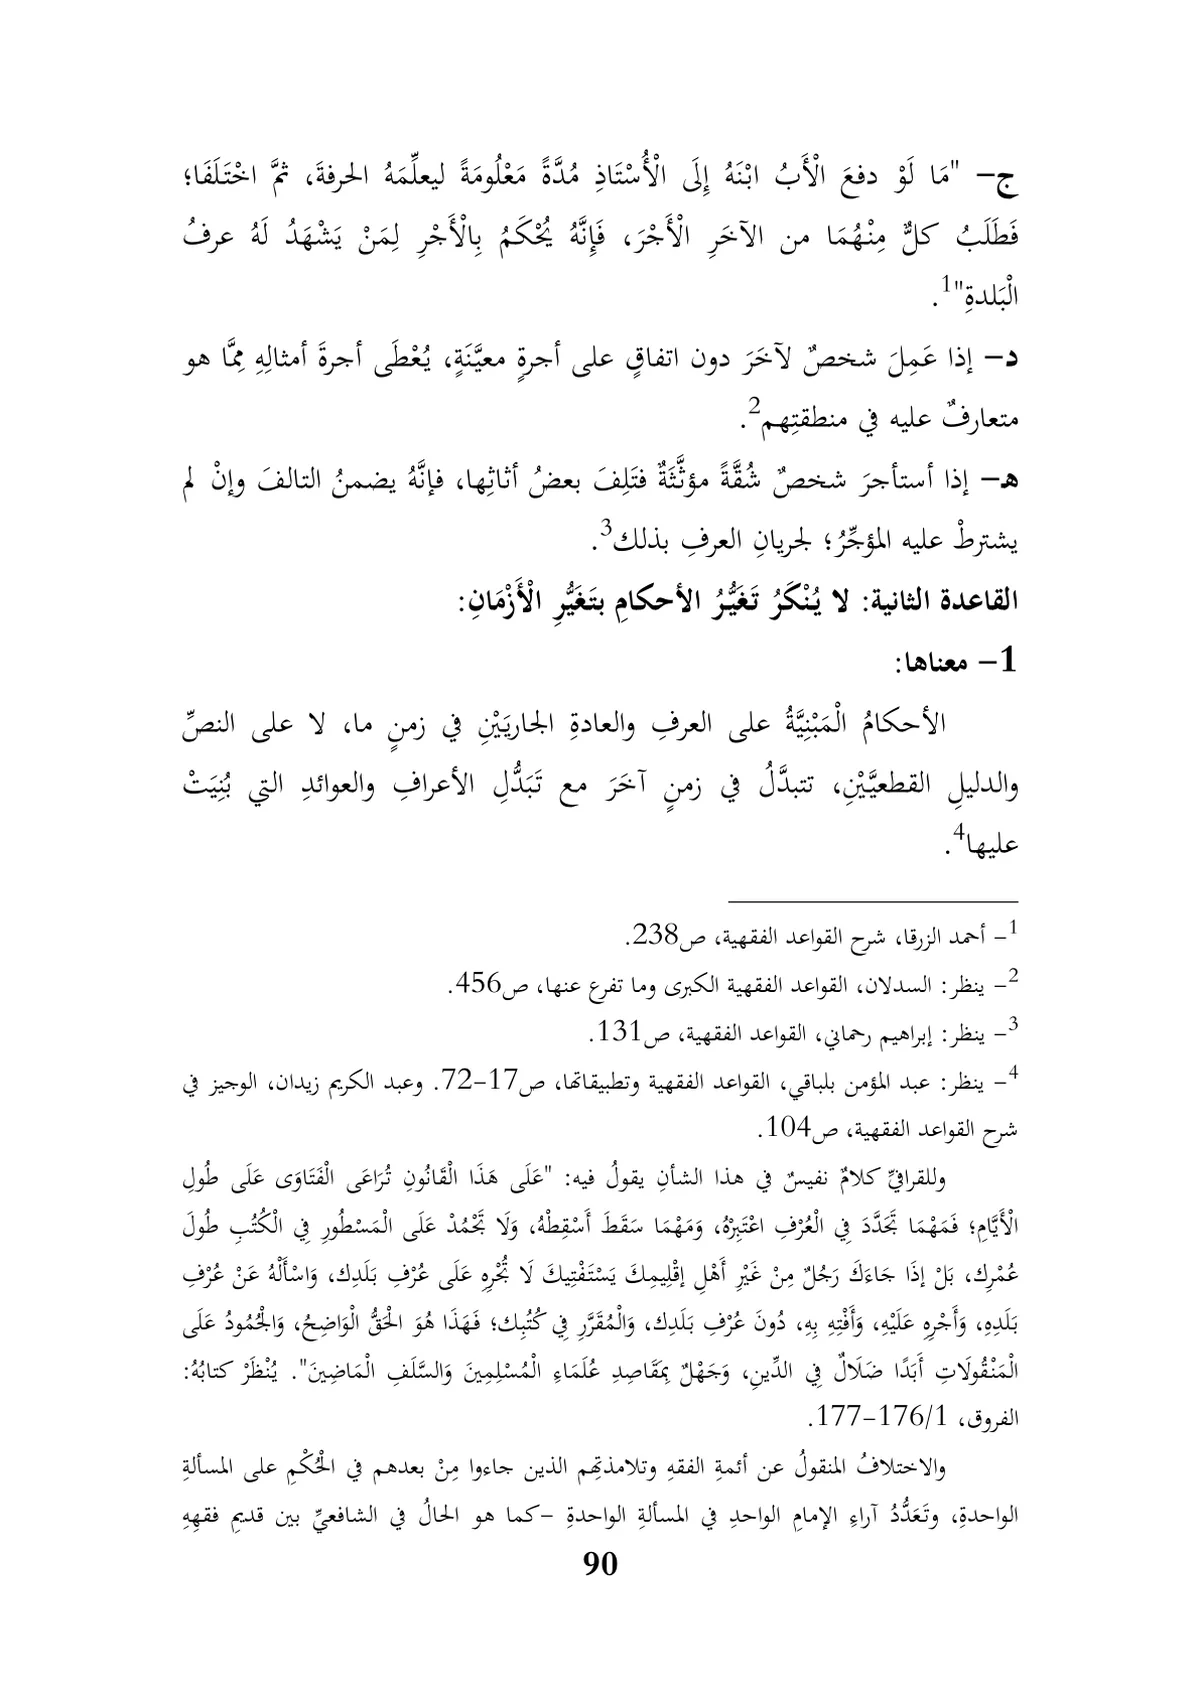 ج- "مَا لَوْ دفعَ الْأَبُ ابْنَهُ إِلَى الْأُسْتَاذِ مُدَّةً مَعْلُومَةً ليعلِّمَهُ الحرفةَ، ثمَّ اخْتَلَفَا؛
فَطَلَبُ كلٌّ مِنْهُمَا من الآخَرِ الْأَجْرَ، فَإِنَّهُ يُحْكَمُ بِالْأَجْرِ لِمَنْ يَشْهَدُ لَهُ عرفُ
الْبَلدةِ"1.
د- إذا عَمِلَ شخصٌ لآخَرَ دون اتفاقٍ على أجرةٍ معيَّنَةٍ، يُعْطَى أجرةَ أمثالِهِ مِمَّا هو
متعارفٌ عليه في منطقتِهم2.
هـ- إذا أستأجرَ شخصٌ شُقَّةً مؤثَّثَةٌ فتَلِفَ بعضُ أثاثِها، فإنَّهُ يضمنُ التالفَ وإنْ لم
يشترطْ عليه المؤجِّرُ؛ لجريانِ العرفِ بذلك3.
القاعدة الثانية: لا يُنْكَرُ تَغَيُّرُ الأحكامِ بتَغَيُّرِ الْأَزْمَانِ:
1- معناها:
الأحكامُ الْمَبْنِيَّةُ على العرفِ والعادةِ الجاريَيْنِ في زمنٍ ما، لا على النصِّ
والدليلِ القطعيَّيْنِ، تتبدَّلُ في زمنٍ آخَرَ مع تَبَدُّلِ الأعرافِ والعوائدِ التي بُنِيَتْ
عليها4.
1- أحمد الزرقا، شرح القواعد الفقهية، ص238.
2- ينظر: السدلان، القواعد الفقهية الكبرى وما تفرع عنها، ص456.
3- ينظر: إبراهيم رحماني، القواعد الفقهية، ص131.
4- ينظر: عبد المؤمن بلباقي، القواعد الفقهية وتطبيقاتها، ص17-72. وعبد الكريم زيدان، الوجيز في
شرح القواعد الفقهية، ص104.
وللقرافيِّ كلامٌ نفيسٌ في هذا الشأنِ يقولُ فيه: "عَلَى هَذَا الْقَانُونِ تُرَاعَى الْفَتَاوَى عَلَى طُولِ
الْأَيَّامِ؛ فَمَهْمَا تَجَدَّدَ فِي الْعُرْفِ اعْتَبِرْهُ، وَمَهْمَا سَقَطَ أَسْقِطْهُ، وَلَا تَجْمُدْ عَلَى الْمَسْطُورِ فِي الْكُتُبِ طُولَ
عُمْرِك، بَلْ إذَا جَاءَكَ رَجُلٌ مِنْ غَيْرِ أَهْلِ إقْلِيمِكَ يَسْتَفْتِيكَ لَا تُجْرِهِ عَلَى عُرْفِ بَلَدِك، وَاسْأَلْهُ عَنْ عُرْفِ
بَلَدِهِ، وَأَجْرِهِ عَلَيْهِ، وَأَفْتِهِ بِهِ، دُونَ عُرْفِ بَلَدِك، وَالْمُقَرَّرِ فِي كُتُبِك؛ فَهَذَا هُوَ الْحَقُّ الْوَاضِحُ، وَالْجُمُودُ عَلَى
الْمَنْقُولَاتِ أَبَدًا ضَلَالٌ فِي الدِّينِ، وَجَهْلٌ بِمَقَاصِدِ عُلَمَاءِ الْمُسْلِمِينَ وَالسَّلَفِ الْمَاضِينَ". يُنْظَرْ كتابُهُ:
الفروق، 176/1-177.
والاختلافُ المنقولُ عن أئمةِ الفقهِ وتلامذتِهم الذين جاءوا مِنْ بعدهم في الْحُكْمِ على المسألةِ
الواحدةِ، وتَعَدُّدُ آراءِ الإمامِ الواحدِ في المسألةِ الواحدةِ -كما هو الحالُ في الشافعيِّ بين قديمِ فقهِهِ
90